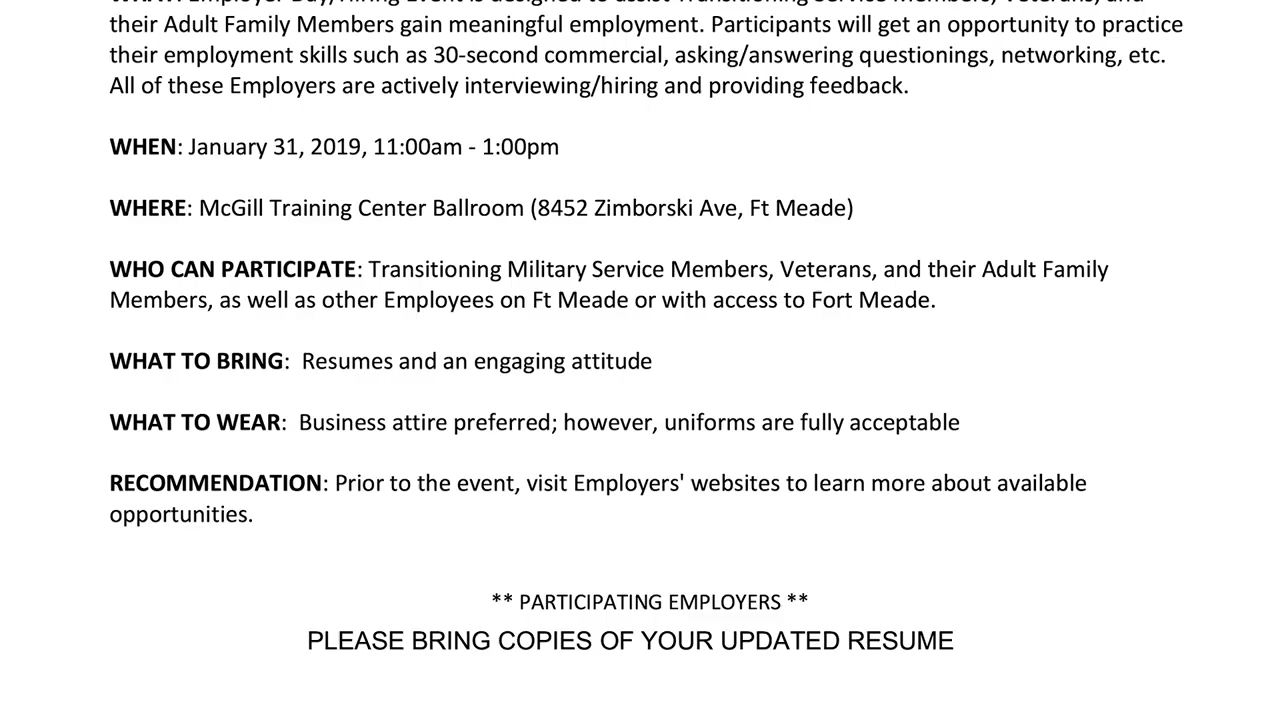 their Adult Family Members gain meaningful employment. Participants will get an opportunity to practice
their employment skills such as 30-second commercial, asking/answering questionings, networking, etc.
All of these Employers are actively interviewing/hiring and providing feedback.
WHEN: January 31, 2019, 11:00am - 1:00pm
WHERE: McGill Training Center Ballroom (8452 Zimborski Ave, Ft Meade)
WHO CAN PARTICIPATE: Transitioning Military Service Members, Veterans, and their Adult Family
Members, as well as other Employees on Ft Meade or with access to Fort Meade.
WHAT TO BRING:  Resumes and an engaging attitude
WHAT TO WEAR:  Business attire preferred; however, uniforms are fully acceptable
RECOMMENDATION: Prior to the event, visit Employers' websites to learn more about available
opportunities.
** PARTICIPATING EMPLOYERS **
PLEASE BRING COPIES OF YOUR UPDATED RESUME